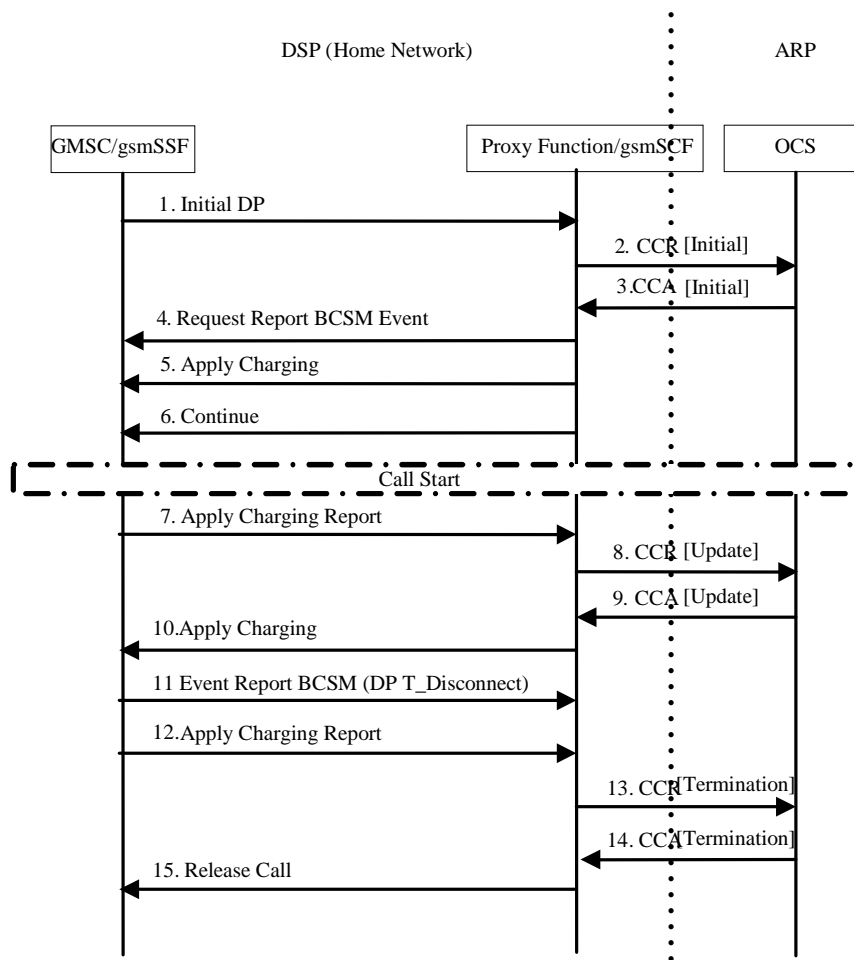 DSP (Home Network)
ARP
GMSC/gsmSSF
Proxy Function/gsmSCF
OCS
1. Initial DP
2. CCR [Initial]
3.CCA [Initial]
4. Request Report BCSM Event
5. Apply Charging
6. Continue
Call Start
7. Apply Charging Report
8. CCR [Update]
9. CCA [Update]
10.Apply Charging
11 Event Report BCSM (DP T_Disconnect)
12.Apply Charging Report
13. CCR[Termination]
14. CCA[Termination]
15. Release Call